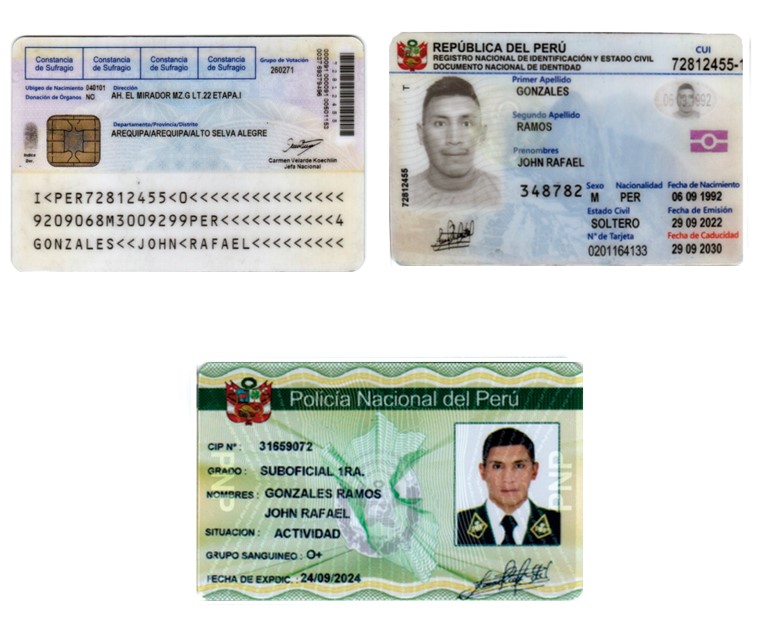 Constancia de Sufragio
Constancia de Sufragio
Constancia de Sufragio
Constancia de Sufragio
Grupo de Votación
260271
Ubigeo de Nacimiento 040101 Dirección
Donación de Organos NO AH. EL MIRADOR MZ.G LT.22 ETAPA.I
Departamento/Provincia/Distrito
AREQUIPA/AREQUIPA/ALTO SELVA ALEGRE
Indice
Der.
Carmen Velarde Koechlin
Jefa Nacional
I<PER72812455<0<<<<<<<<<<<<<<<
9209068M3009299PER<<<<<<<<<<<4
GONZALES<<JOHN<RAFAEL<<<<<<<<<
REPÚBLICA DEL PERÚ
REGISTRO NACIONAL DE IDENTIFICACIÓN Y ESTADO CIVIL
DOCUMENTO NACIONAL DE IDENTIDAD
CUI
72812455-1
T
72812455
Primer Apellido
GONZALES
Segundo Apellido
RAMOS
Prenombres
JOHN RAFAEL
348782
Sexo Nacionalidad Fecha de Nacimiento
M PER 06 09 1992
Estado Civil Fecha de Emisión
SOLTERO 29 09 2022
N° de Tarjeta Fecha de Caducidad
0201164133 29 09 2030
Policía Nacional del Perú
CIP N° : 31659072
GRADO : SUBOFICIAL 1RA.
NOMBRES : GONZALES RAMOS
JOHN RAFAEL
SITUACION : ACTIVIDAD
GRUPO SANGUINEO : O+
FECHA DE EXPDIC. : 24/09/2024
PNP
PNP